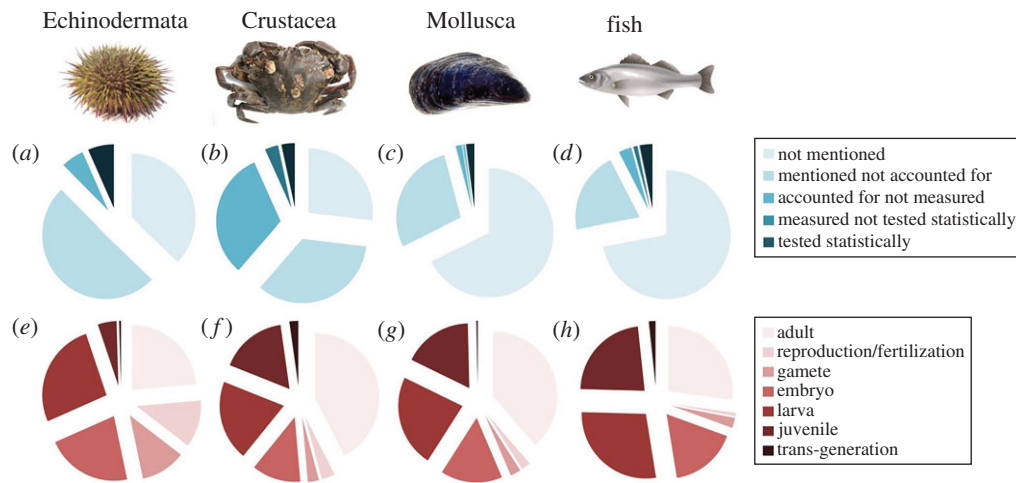 Echinodermata
Crustacea
Mollusca
fish
(a)
(b)
(c)
(d)
not mentioned
mentioned not accounted for
accounted for not measured
measured not tested statistically
tested statistically
(e)
(f)
(g)
(h)
adult
reproduction/fertilization
gamete
embryo
larva
juvenile
trans-generation